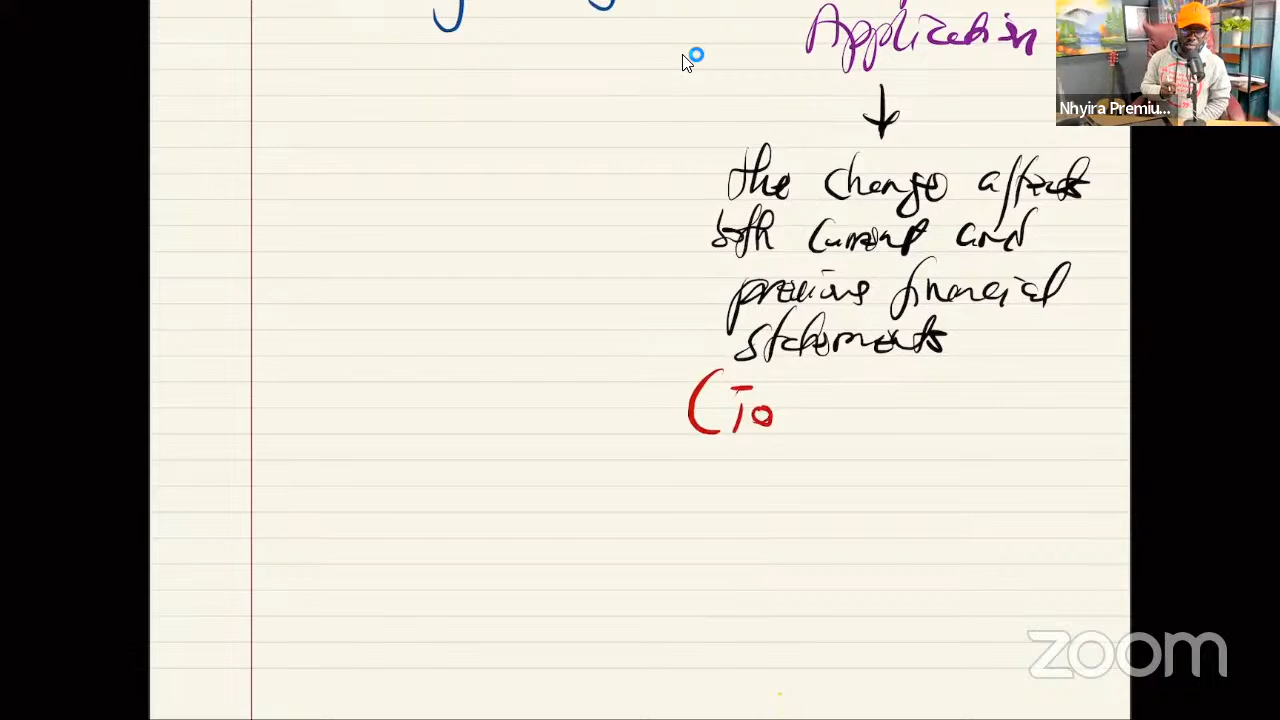 Application
Nhyira Premiu...
the change affects
both current and
previous financial
statements
(To
zoom